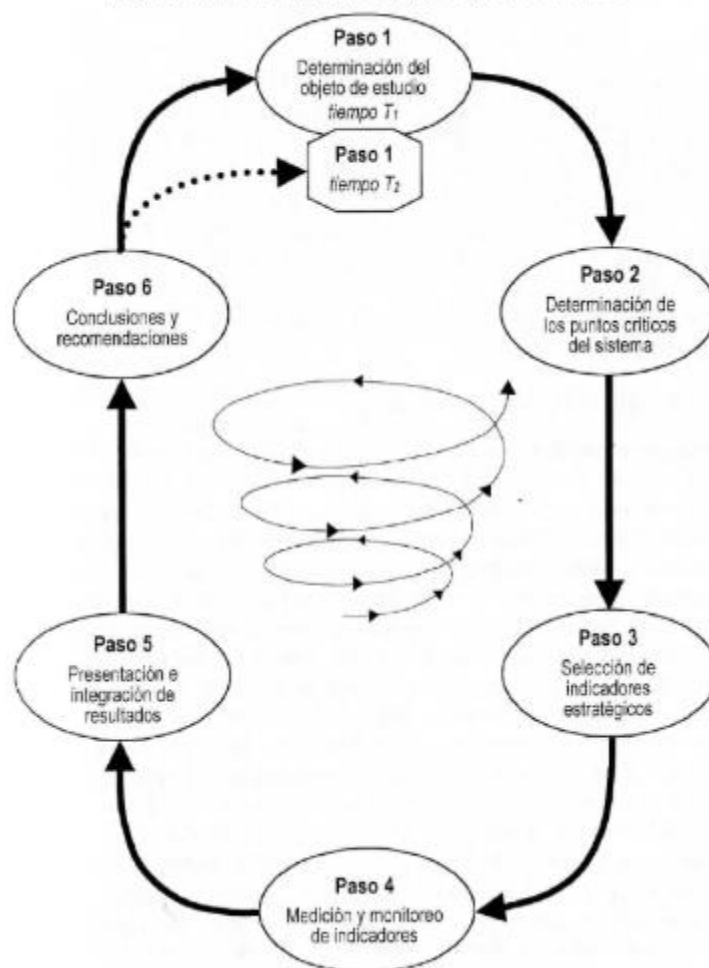 Paso 1
Determinación del
objeto de estudio
tiempo T₁
Paso 1
tiempo T₂
Paso 2
Determinación de
los puntos críticos
del sistema
Paso 3
Selección de
indicadores
estratégicos
Paso 4
Medición y monitoreo
de indicadores
Paso 5
Presentación e
integración de
resultados
Paso 6
Conclusiones y
recomendaciones